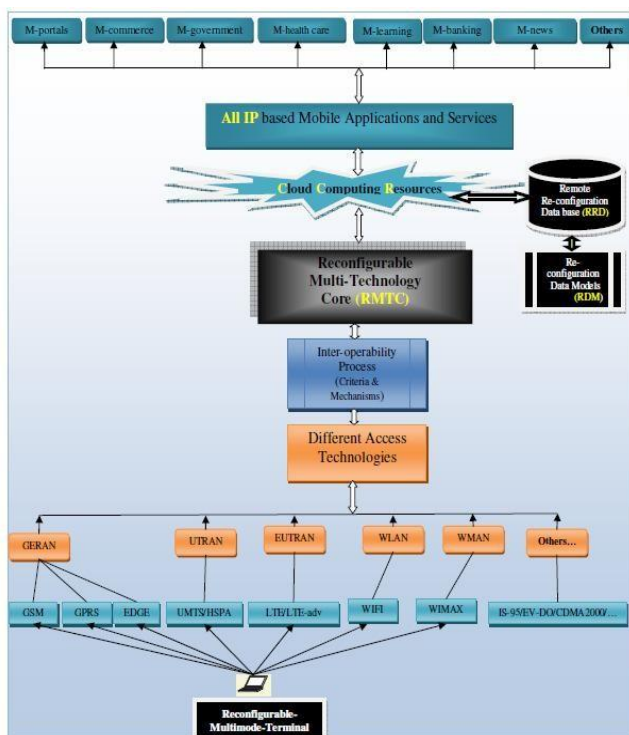 M-portals
M-commerce
M-government
M-health care
M-learning
M-banking
M-news
Others
All IP based Mobile Applications and Services
Cloud Computing Resources
Remote
Re-configuration
Data base (RRD)
Reconfigurable
Multi-Technology
Core (RMTC)
Re-
configuration
Data Models
(RDM)
Inter-operability
Process
(Criteria &
Mechanisms)
Different Access
Technologies
GERAN
UTRAN
EUTRAN
WLAN
WMAN
Others...
GSM
GPRS
EDGE
UMTS/HSPA
LTE/LTE-adv
WIFI
WIMAX
IS-95/EV-DO/CDMA2000/....
Reconfigurable-
Multimode-Terminal